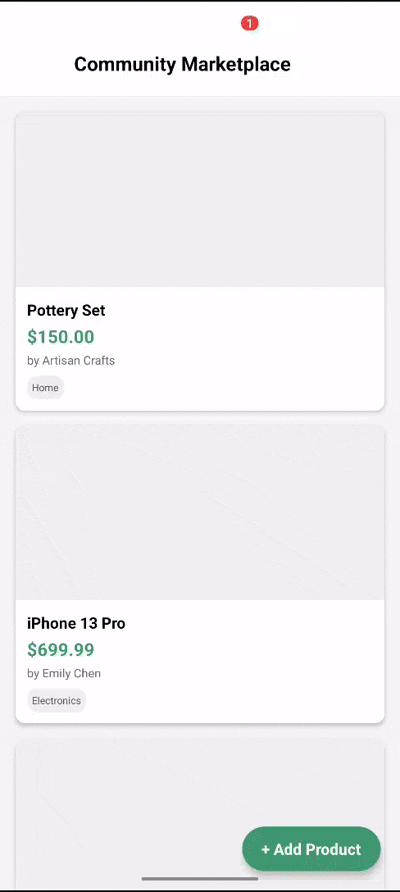 1
Community Marketplace
Pottery Set
$150.00
by Artisan Crafts
Home
iPhone 13 Pro
$699.99
by Emily Chen
Electronics
+ Add Product